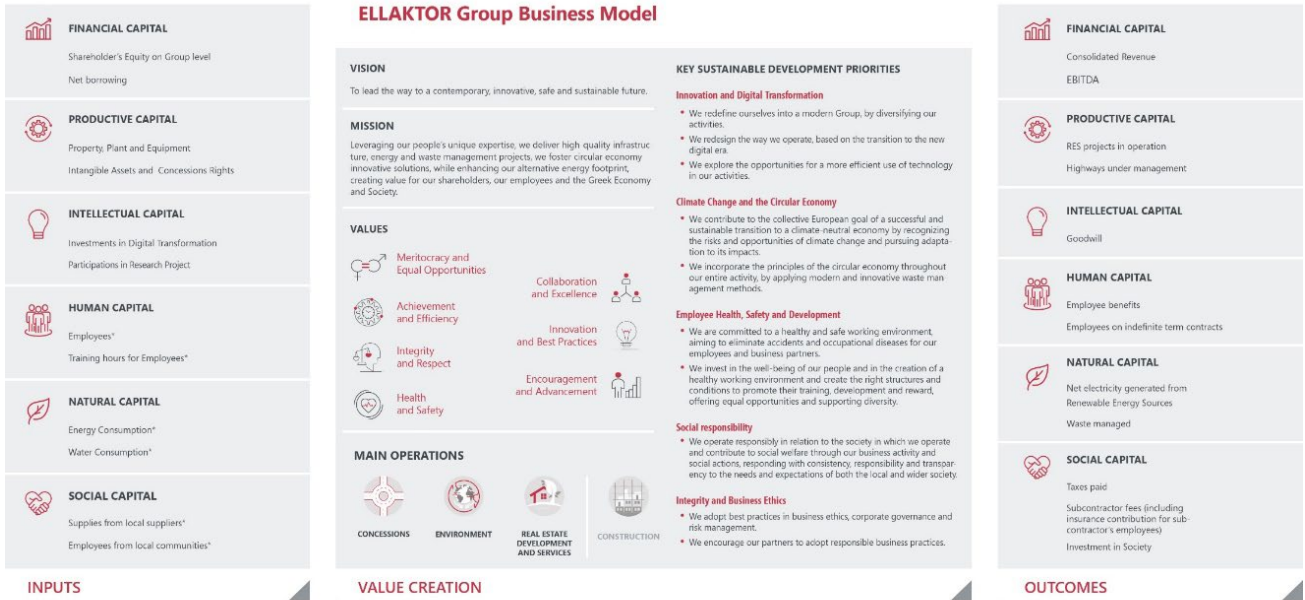 ELLAKTOR Group Business Model
FINANCIAL CAPITAL
Shareholder's Equity on Group level
Net borrowing
PRODUCTIVE CAPITAL
Property, Plant and Equipment
Intangible Assets and Concessions Rights
INTELLECTUAL CAPITAL
Investments in Digital Transformation
Participations in Research Project
HUMAN CAPITAL
Employees*
Training hours for Employees*
NATURAL CAPITAL
Energy Consumption*
Water Consumption*
SOCIAL CAPITAL
Supplies from local suppliers*
Employees from local communities*
INPUTS
VISION
To lead the way to a contemporary, innovative, safe and sustainable future.
MISSION
Leveraging our people's unique expertise, we deliver high quality infrastruc
ture, energy and waste management projects, we foster circular economy
innovative solutions, while enhancing our alternative energy footprint,
creating value for our shareholders, our employees and the Greek Economy
and Society.
VALUES
Meritocracy and
Equal Opportunities
Achievement
and Efficiency
Integrity
and Respect
Health
and Safety
Collaboration
and Excellence
Innovation
and Best Practices
Encouragement
and Advancement
MAIN OPERATIONS
CONCESSIONS
ENVIRONMENT
REAL ESTATE
DEVELOPMENT
AND SERVICES
CONSTRUCTION
KEY SUSTAINABLE DEVELOPMENT PRIORITIES
Innovation and Digital Transformation
• We redefine ourselves into a modern Group, by diversifying our
activities.
• We redesign the way we operate, based on the transition to the new
digital era.
• We explore the opportunities for a more efficient use of technology
in our activities.
Climate Change and the Circular Economy
• We contribute to the collective European goal of a successful and
sustainable transition to a climate-neutral economy by recognizing
the risks and opportunities of climate change and pursuing adapta-
tion to its impacts.
• We incorporate the principles of the circular economy throughout
our entire activity, by applying modern and innovative waste man
agement methods.
Employee Health, Safety and Development
• We are committed to a healthy and safe working environment,
aiming to eliminate accidents and occupational diseases for our
employees and business partners.
• We invest in the well-being of our people and in the creation of a
healthy working environment and create the right structures and
conditions to promote their training, development and reward,
offering equal opportunities and supporting diversity.
Social responsibility
• We operate responsibly in relation to the society in which we operate
and contribute to social welfare through our business activity and
social actions, responding with consistency, responsibility and transpar-
ency to the needs and expectations of both the local and wider society.
Integrity and Business Ethics
• We adopt best practices in business ethics, corporate governance and
risk management.
• We encourage our partners to adopt responsible business practices.
VALUE CREATION
FINANCIAL CAPITAL
Consolidated Revenue
EBITDA
PRODUCTIVE CAPITAL
RES projects in operation
Highways under management
INTELLECTUAL CAPITAL
Goodwill
HUMAN CAPITAL
Employee benefits
Employees on indefinite term contracts
NATURAL CAPITAL
Net electricity generated from
Renewable Energy Sources
Waste managed
SOCIAL CAPITAL
Taxes paid
Subcontractor fees (including
insurance contribution for sub-
contractor's employees)
Investment in Society
OUTCOMES